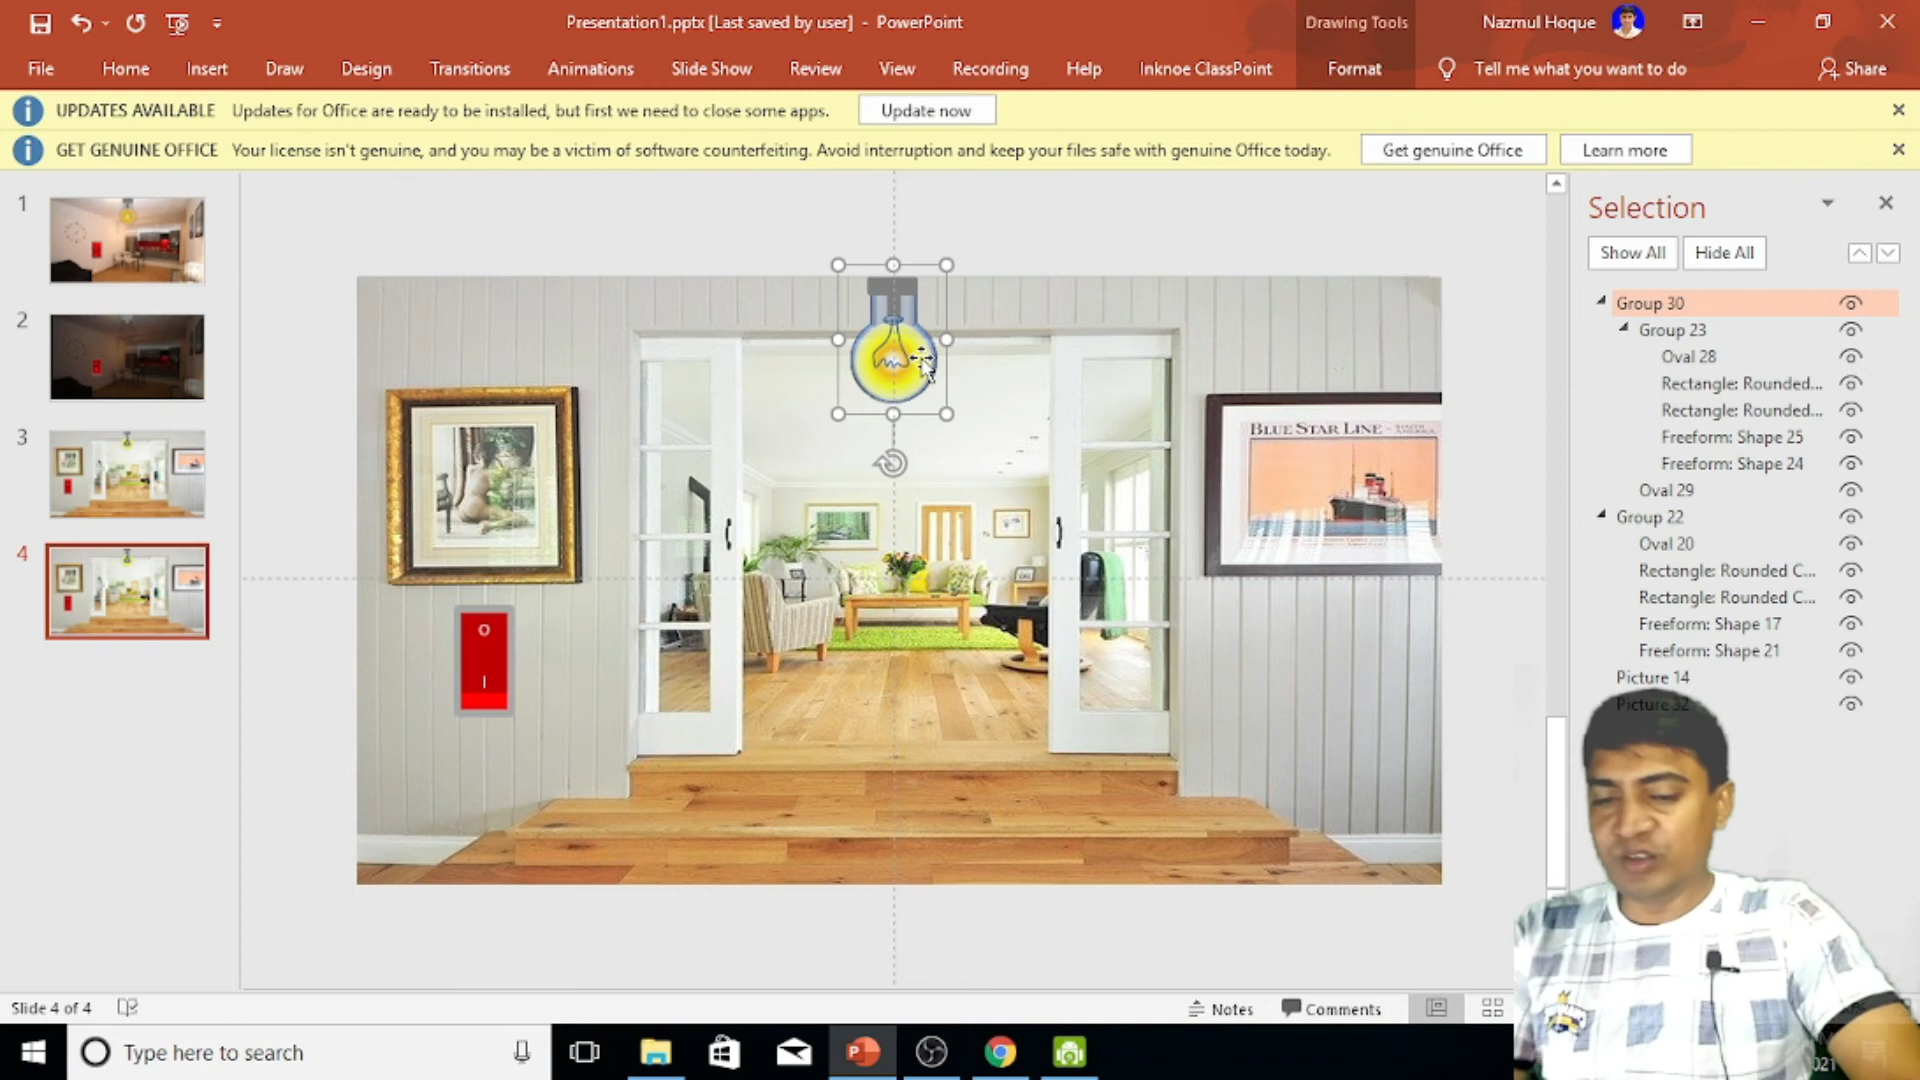 Presentation1.pptx [Last saved by user] - PowerPoint
Drawing Tools
Nazmul Hoque
File Home Insert Draw Design Transitions Animations Slide Show Review View Recording Help Inknoe ClassPoint Format Tell me what you want to do Share
UPDATES AVAILABLE Updates for Office are ready to be installed, but first we need to close some apps. Update now
GET GENUINE OFFICE Your license isn't genuine, and you may be a victim of software counterfeiting. Avoid interruption and keep your files safe with genuine Office today. Get genuine Office Learn more
1
2
3
4
BLUE STAR LINE
O
I
Selection
Show All Hide All
Group 30
Group 23
Oval 28
Rectangle: Rounded...
Rectangle: Rounded...
Freeform: Shape 25
Freeform: Shape 24
Oval 29
Group 22
Oval 20
Rectangle: Rounded C...
Rectangle: Rounded C...
Freeform: Shape 17
Freeform: Shape 21
Picture 14
Picture 32
Slide 4 of 4
Notes Comments
Type here to search
021